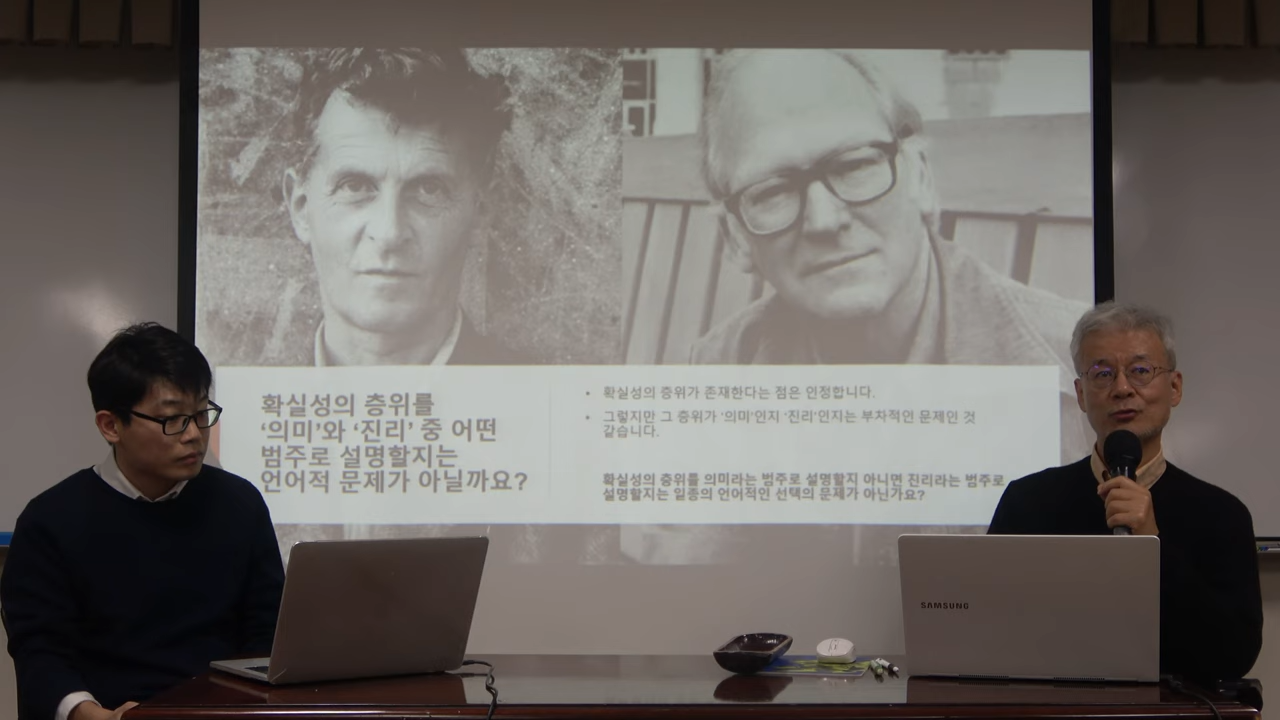 확실성의 층위를
‘의미’와 ‘진리’ 중 어떤
범주로 설명할지는
언어적 문제가 아닐까요?
• 확실성의 층위가 존재한다는 점은 인정합니다.
• 그렇지만 그 층위가 ‘의미’인지 ‘진리’인지는 부차적인 문제인 것
같습니다.
확실성의 층위를 의미라는 범주로 설명할지 아니면 진리라는 범주로
설명할지는 일종의 언어적인 선택의 문제가 아닌가요?
SAMSUNG